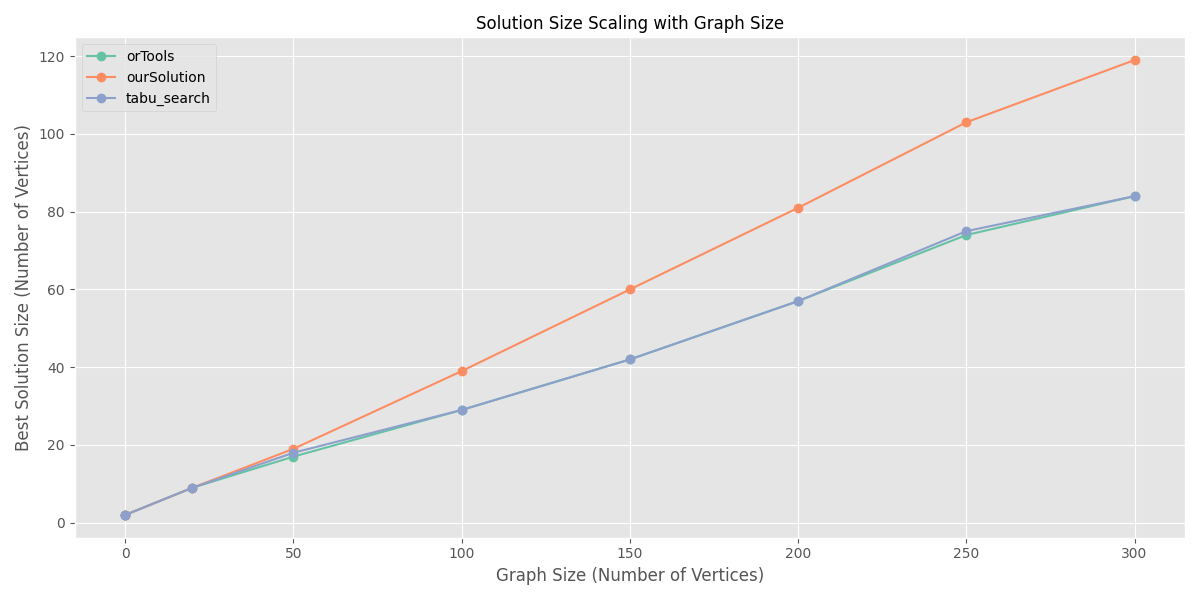 Solution Size Scaling with Graph Size
orTools
ourSolution
tabu_search
Best Solution Size (Number of Vertices)
120
100
80
60
40
20
0
0 50 100 150 200 250 300
Graph Size (Number of Vertices)